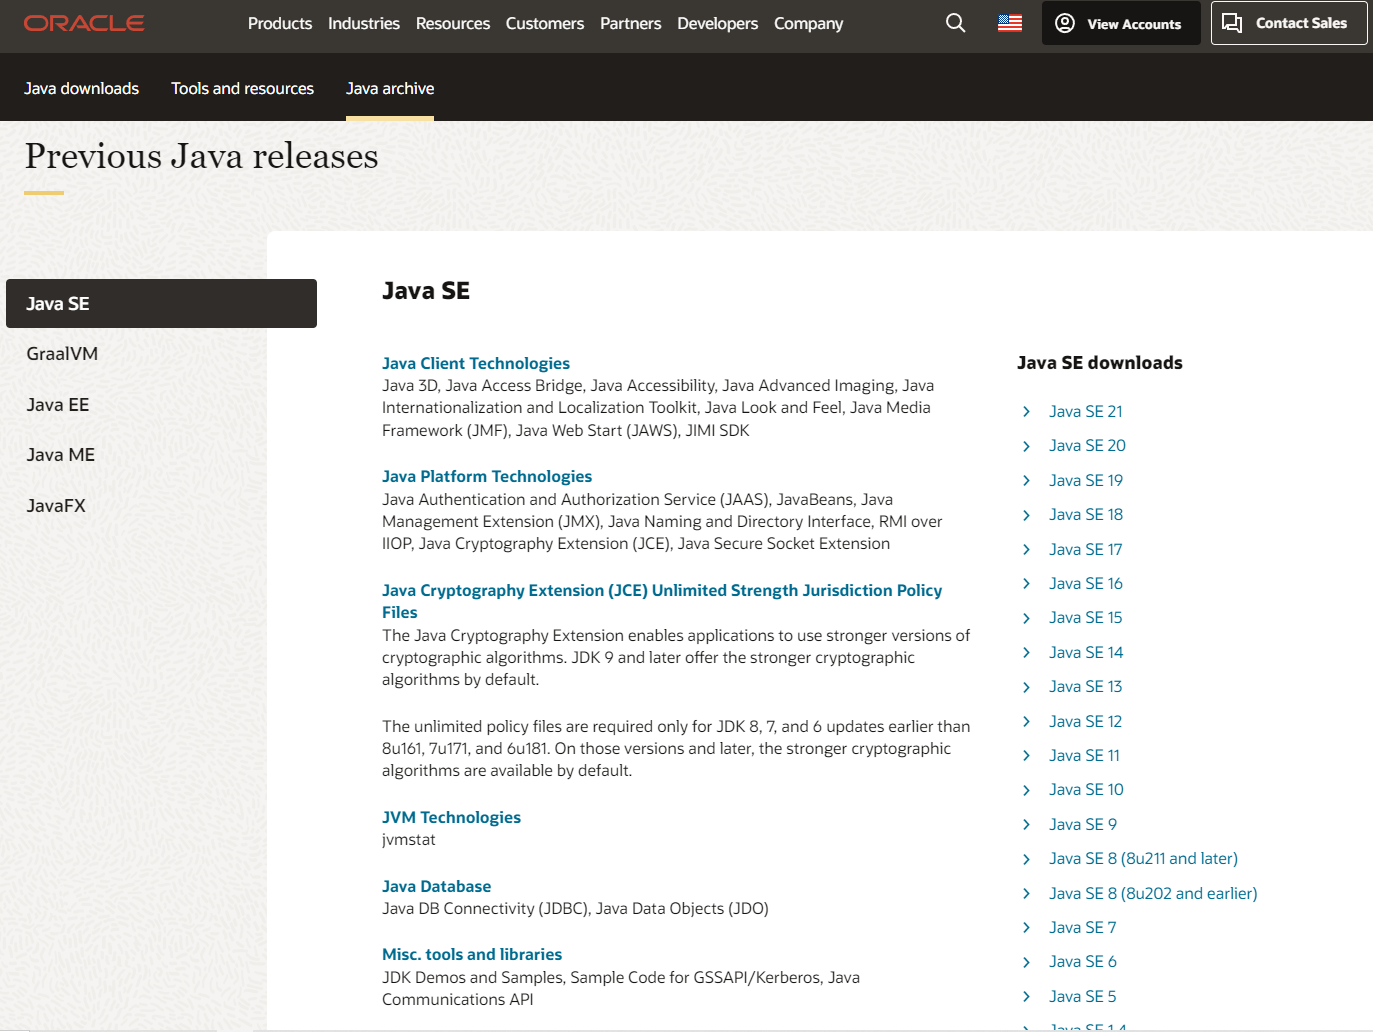 ORACLE
Products Industries Resources Customers Partners Developers Company
View Accounts
Contact Sales
Java downloads Tools and resources Java archive
Previous Java releases
Java SE
GraalVM
Java EE
Java ME
JavaFX
Java SE
Java Client Technologies
Java 3D, Java Access Bridge, Java Accessibility, Java Advanced Imaging, Java
Internationalization and Localization Toolkit, Java Look and Feel, Java Media
Framework (JMF), Java Web Start (JAWS), JIMI SDK
Java Platform Technologies
Java Authentication and Authorization Service (JAAS), JavaBeans, Java
Management Extension (JMX), Java Naming and Directory Interface, RMI over
IIOP, Java Cryptography Extension (JCE), Java Secure Socket Extension
Java Cryptography Extension (JCE) Unlimited Strength Jurisdiction Policy
Files
The Java Cryptography Extension enables applications to use stronger versions of
cryptographic algorithms. JDK 9 and later offer the stronger cryptographic
algorithms by default.
The unlimited policy files are required only for JDK 8, 7, and 6 updates earlier than
8u161, 7u171, and 6u181. On those versions and later, the stronger cryptographic
algorithms are available by default.
JVM Technologies
jvmstat
Java Database
Java DB Connectivity (JDBC), Java Data Objects (JDO)
Misc. tools and libraries
JDK Demos and Samples, Sample Code for GSSAPI/Kerberos, Java
Communications API
Java SE downloads
Java SE 21
Java SE 20
Java SE 19
Java SE 18
Java SE 17
Java SE 16
Java SE 15
Java SE 14
Java SE 13
Java SE 12
Java SE 11
Java SE 10
Java SE 9
Java SE 8 (8u211 and later)
Java SE 8 (8u202 and earlier)
Java SE 7
Java SE 6
Java SE 5
Java SE 1.4